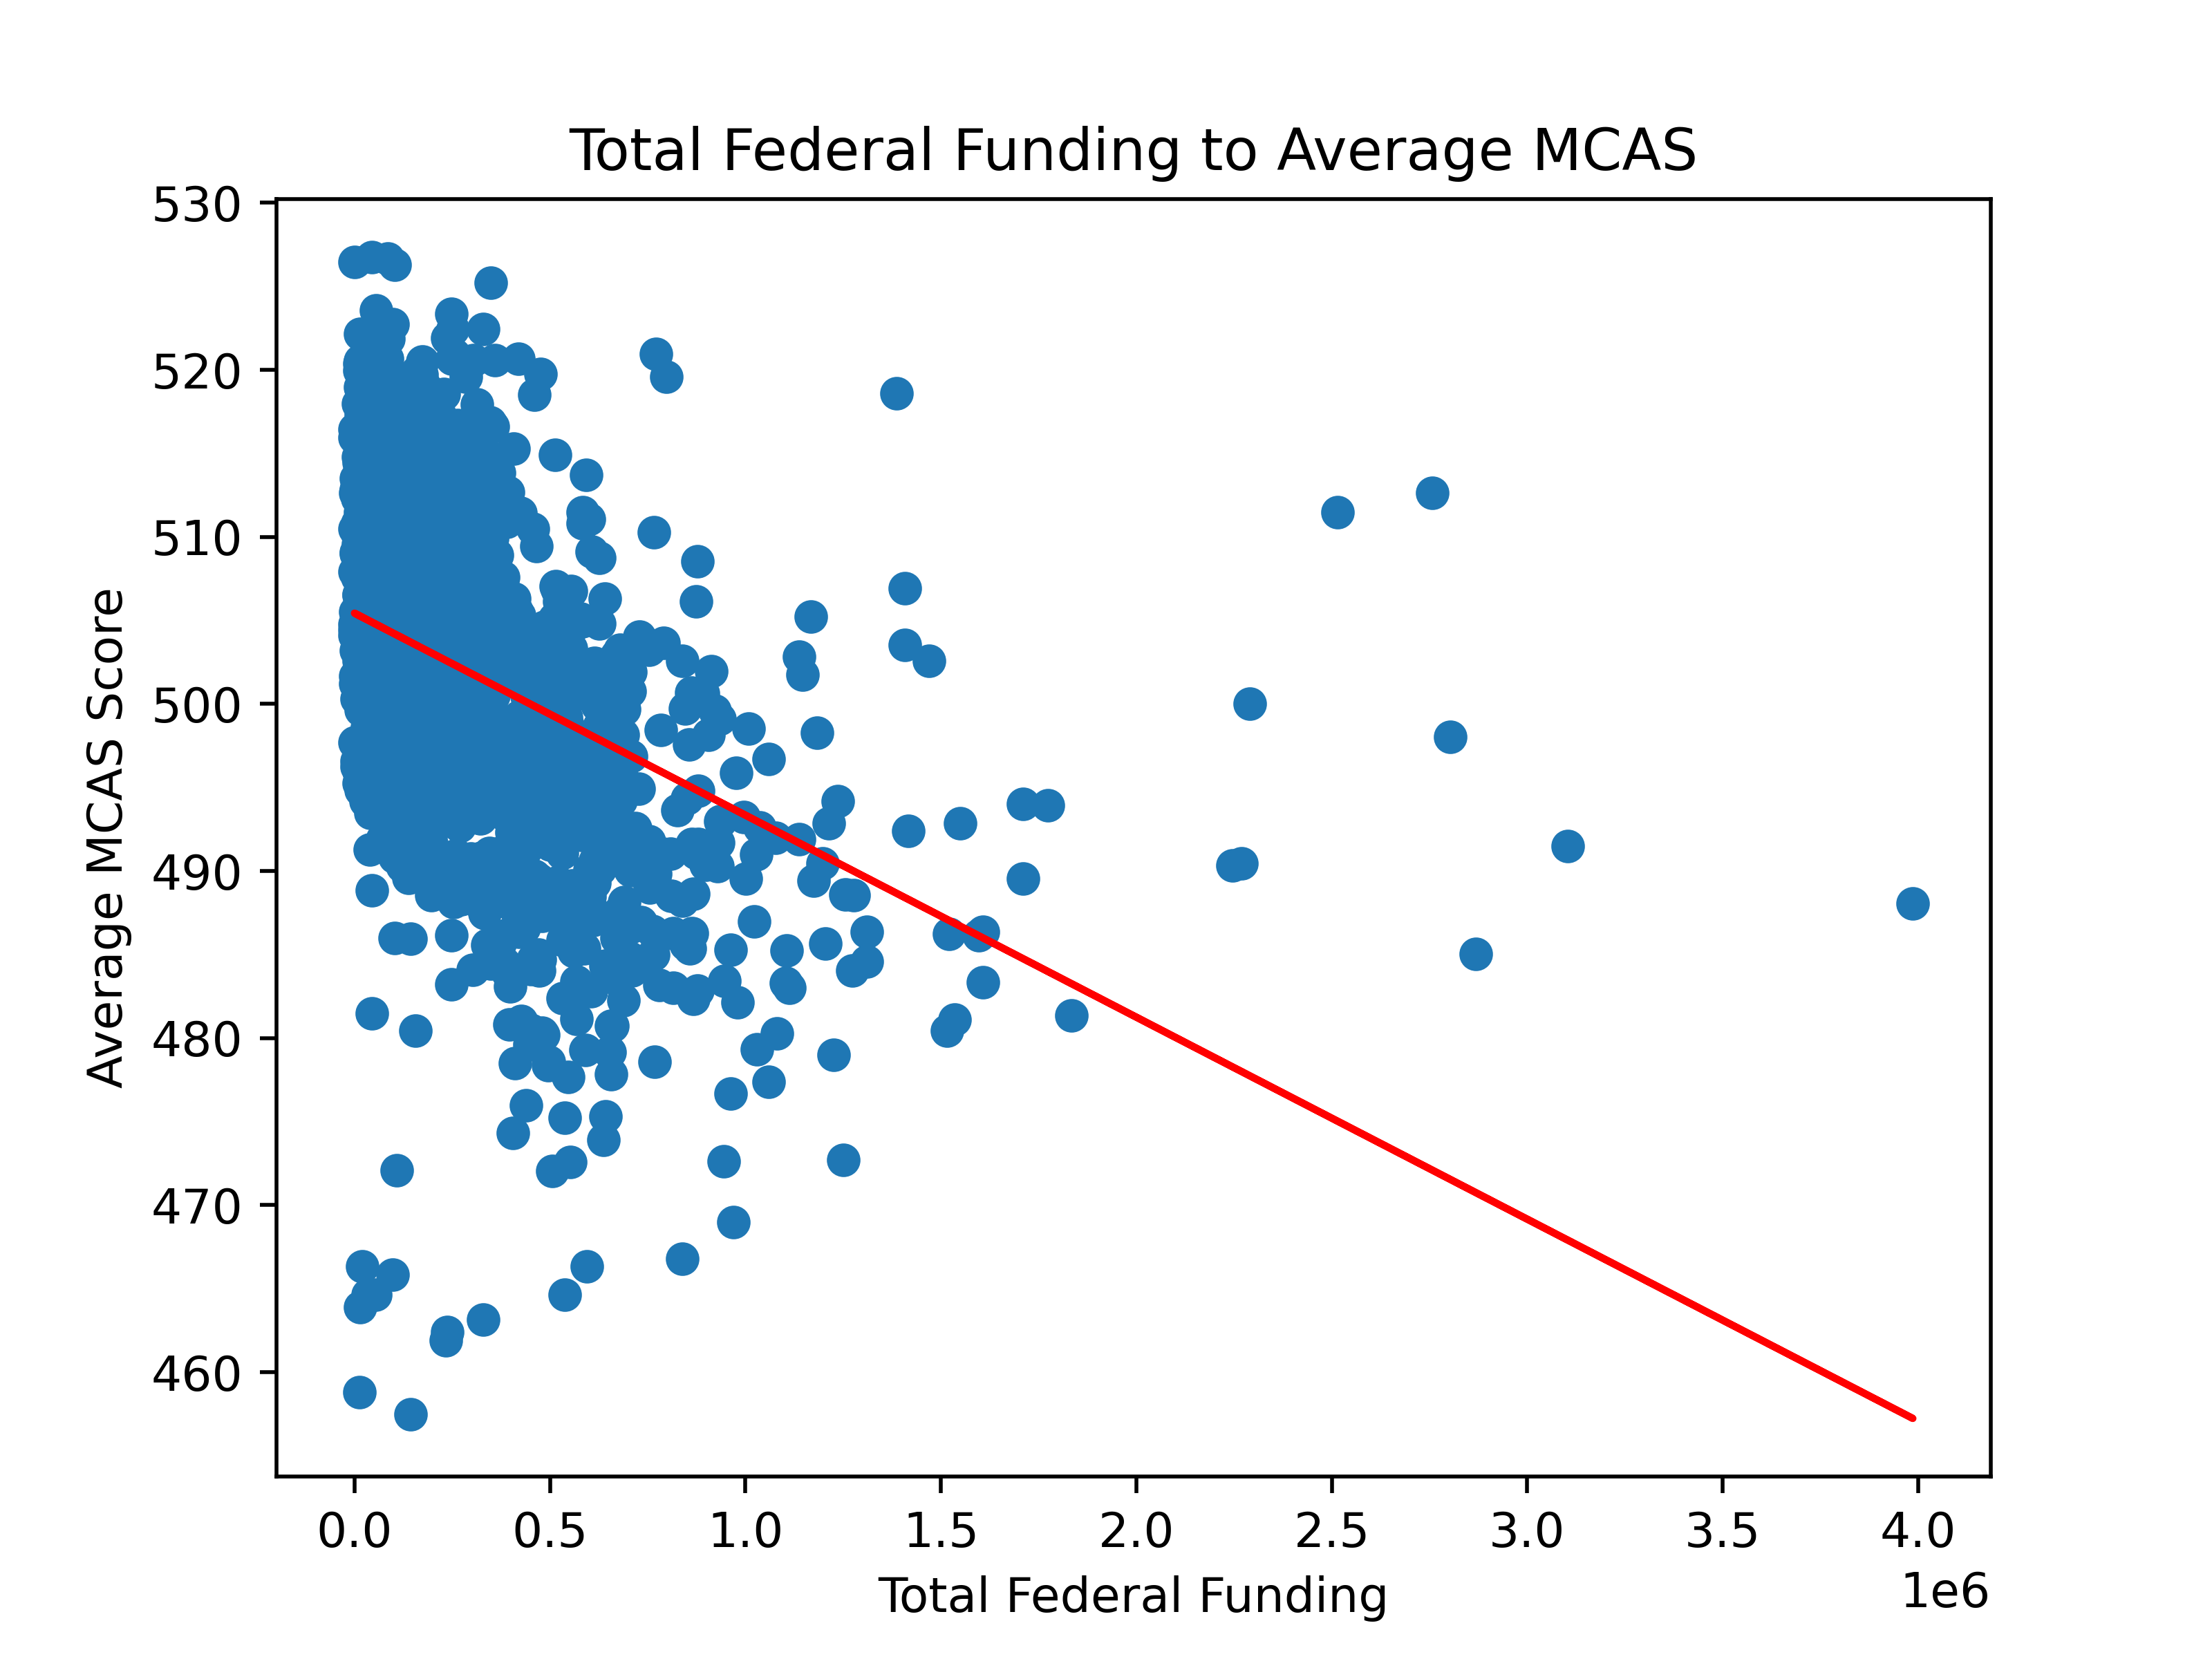 Total Federal Funding to Average MCAS
530
520
510
500
490
480
470
460
Average MCAS Score
0.0 0.5 1.0 1.5 2.0 2.5 3.0 3.5 4.0
1e6
Total Federal Funding